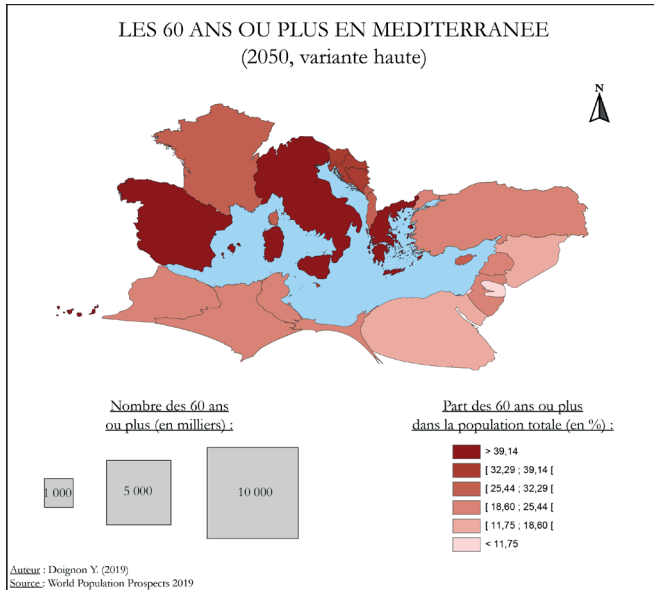 LES 60 ANS OU PLUS EN MEDITERRANEE
(2050, variante haute)
N
Nombre des 60 ans
ou plus (en milliers) :
1 000
5 000
10 000
Part des 60 ans ou plus
dans la population totale (en %) :
> 39,14
[ 32,29 ; 39,14 [
[ 25,44 ; 32,29 [
[ 18,60 ; 25,44 [
[ 11,75 ; 18,60 [
< 11,75
Auteur : Doignon Y. (2019)
Source : World Population Prospects 2019